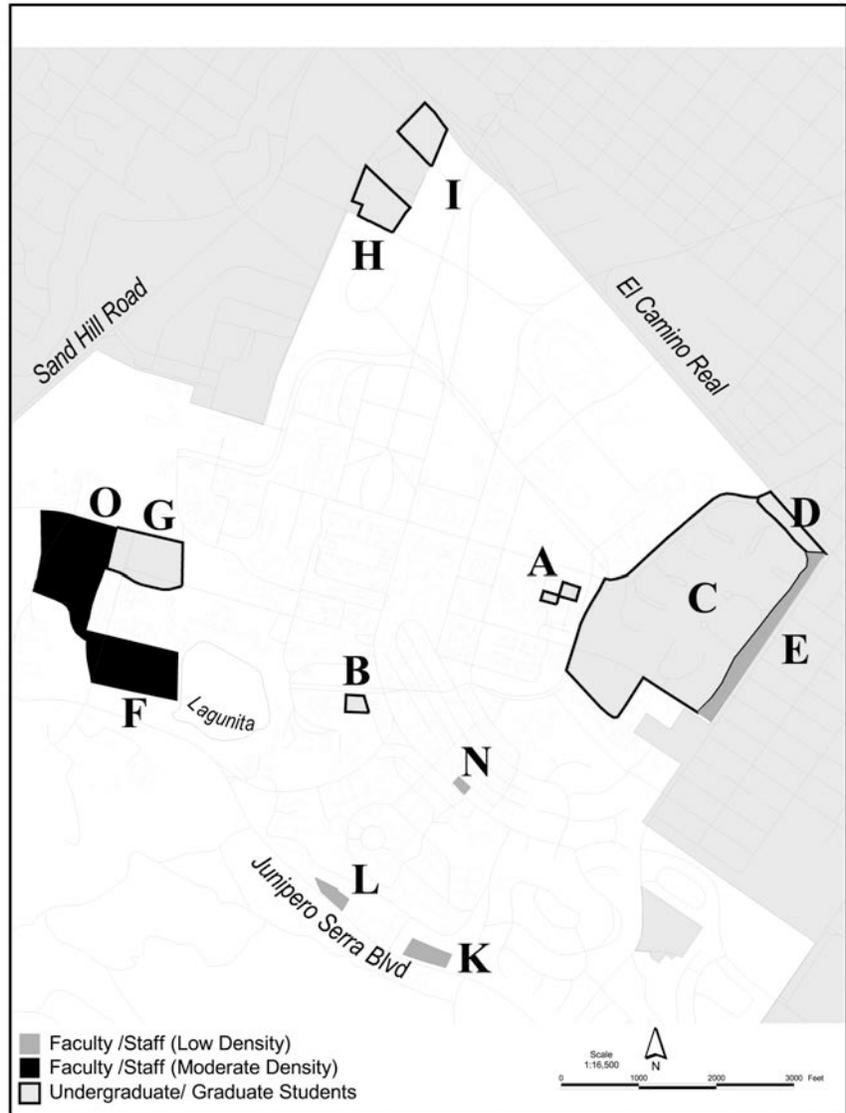 I
H
Sand Hill Road
El Camino Real
O
G
D
A
C
E
B
F
Lagunita
N
L
Junipero Serra Blvd
K
Faculty /Staff (Low Density)
Faculty /Staff (Moderate Density)
Undergraduate/ Graduate Students
Scale
1:16,500
N
0 1000 2000 3000 Feet